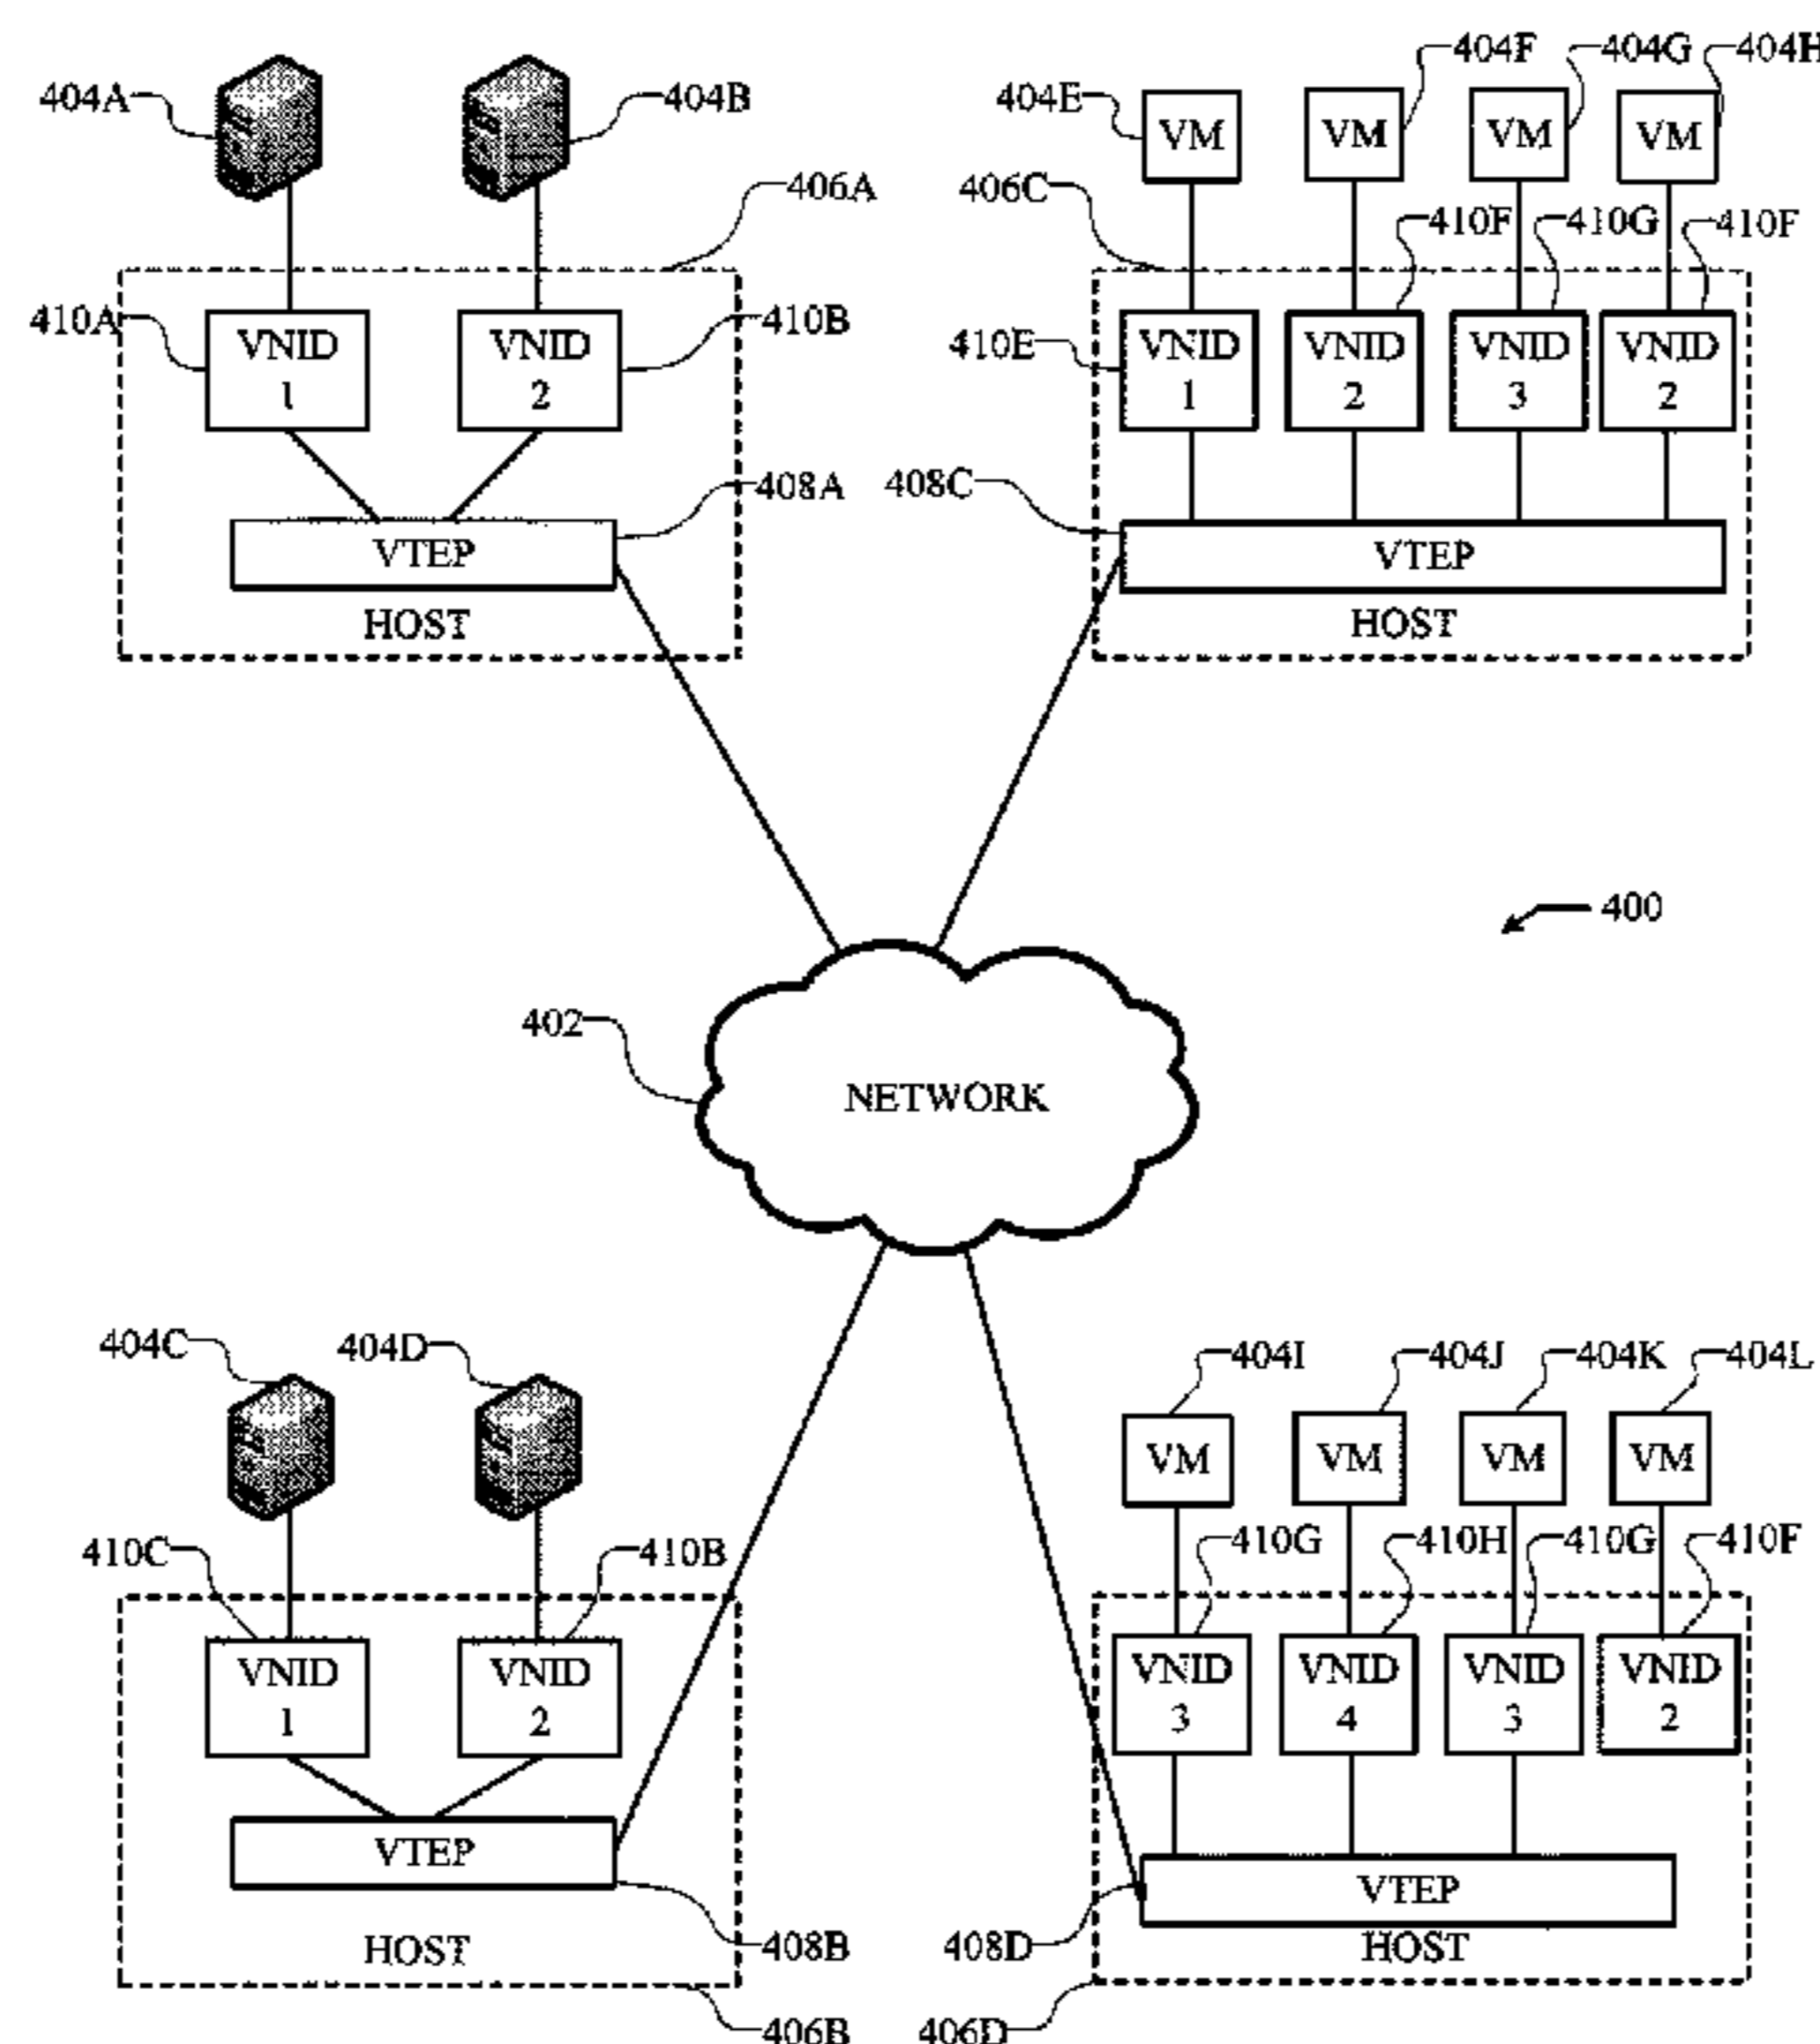 404A
404B
404E
404F
404G
404H
VM
VM
VM
VM
406A
406C
410F
410G
410F
410A
VNID
1
VNID
2
410B
410E
VNID
1
VNID
2
VNID
3
VNID
2
408A
408C
VTEP
VTEP
HOST
HOST
400
402
NETWORK
404C
404D
404I
404J
404K
404L
VM
VM
VM
VM
410C
410B
410G
410H
410G
410F
VNID
1
VNID
2
VNID
3
VNID
4
VNID
3
VNID
2
VTEP
VTEP
408B
408D
HOST
HOST
406B
406D